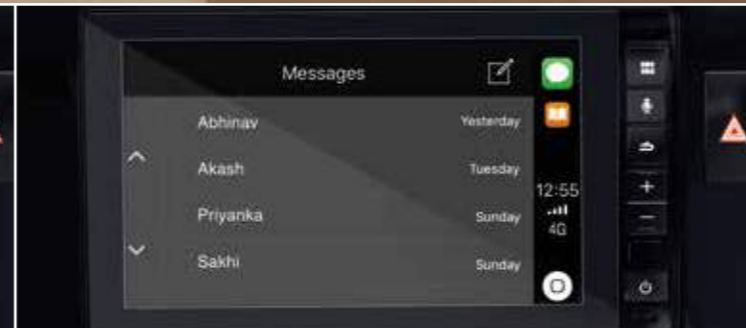 Messages
Abhinav Yesterday
Akash Tuesday
12:55
Priyanka Sunday
4G
Sakhi Sunday